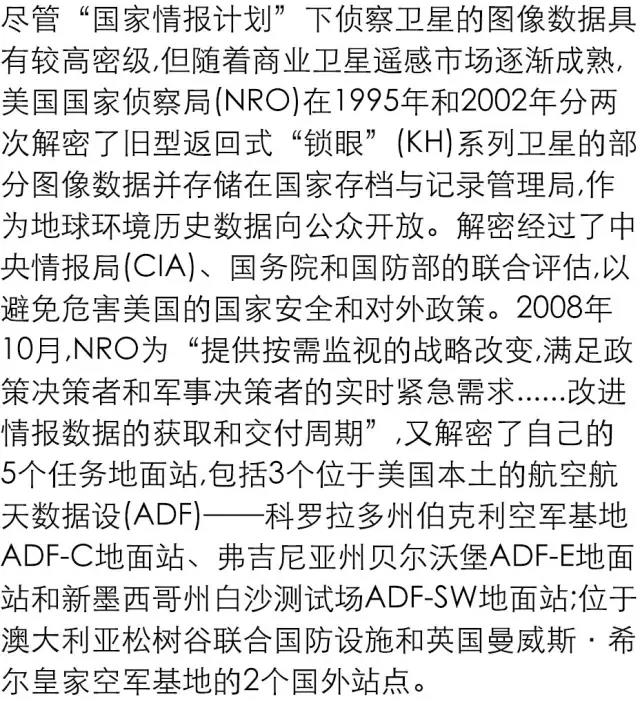 尽管“国家情报计划”下侦察卫星的图像数据具
有较高密级,但随着商业卫星遥感市场逐渐成熟,
美国国家侦察局(NRO)在1995年和2002年分两
次解密了旧型返回式“锁眼”(KH)系列卫星的部
分图像数据并存储在国家存档与记录管理局,作
为地球环境历史数据向公众开放。解密经过了中
央情报局(CIA)、国务院和国防部的联合评估,以
避免危害美国的国家安全和对外政策。2008年
10月,NRO为“提供按需监视的战略改变,满足政
策决策者和军事决策者的实时紧急需求......改进
情报数据的获取和交付周期”,又解密了自己的
5个任务地面站,包括3个位于美国本土的航空航
天数据设(ADF)——科罗拉多州伯克利空军基地
ADF-C地面站、弗吉尼亚州贝尔沃堡ADF-E地面
站和新墨西哥州白沙测试场ADF-SW地面站;位于
澳大利亚松树谷联合国防设施和英国曼威斯·希
尔皇家空军基地的2个国外站点。